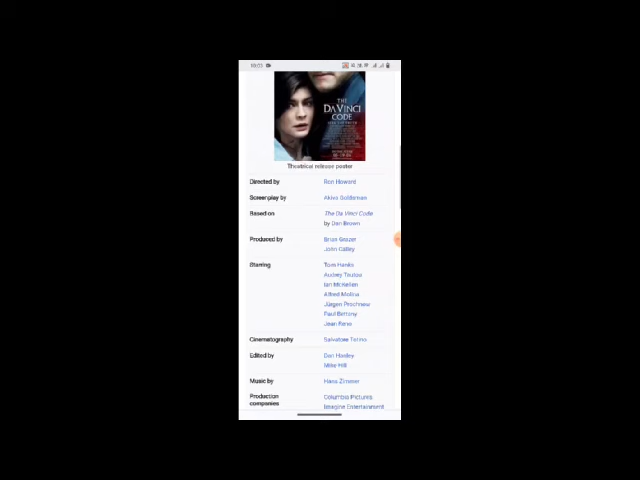 THE
DA VINCI
CODE
Theatrical release poster
Directed by Ron Howard
Screenplay by Akiva Goldsman
Based on The Da Vinci Code
by Dan Brown
Produced by Brian Grazer
John Calley
Starring Tom Hanks
Audrey Tautou
Ian McKellen
Alfred Molina
Jürgen Prochnow
Paul Bettany
Jean Reno
Cinematography Salvatore Totino
Edited by Dan Hanley
Mike Hill
Music by Hans Zimmer
Production Columbia Pictures
companies Imagine Entertainment